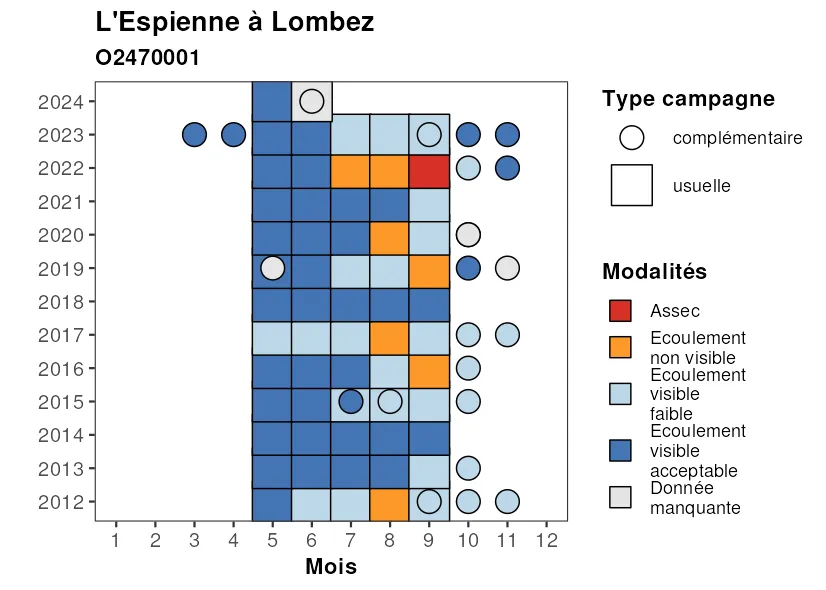 L'Espienne à Lombez
O2470001
2024
2023
2022
2021
2020
2019
2018
2017
2016
2015
2014
2013
2012
1 2 3 4 5 6 7 8 9 10 11 12
Mois
Type campagne
complémentaire
usuelle
Modalités
Assec
Ecoulement
non visible
Ecoulement
visible
faible
Ecoulement
visible
acceptable
Donnée
manquante